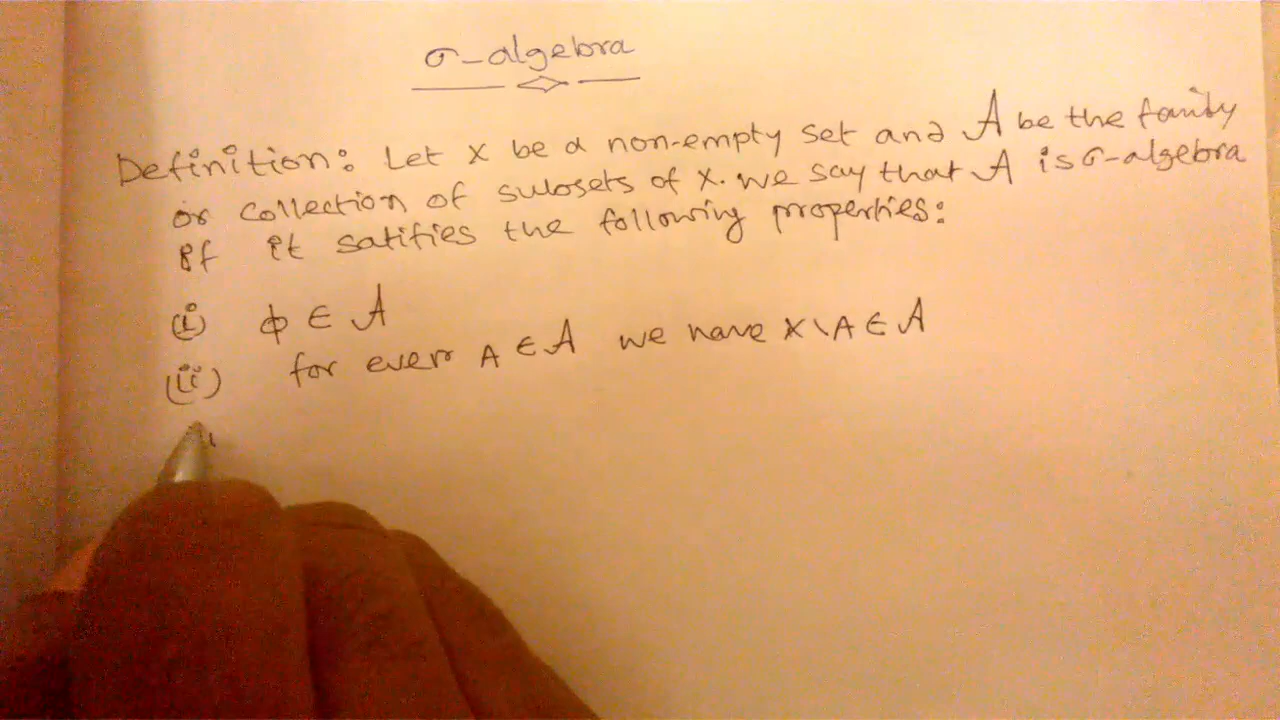 σ-algebra
Definition: Let X be a non-empty set and A be the family
or collection of subsets of X. we say that A is σ-algebra
if it satifies the following properties:
(i) ϕ ∈ A
(ii) for ever A ∈ A we have X \ A ∈ A